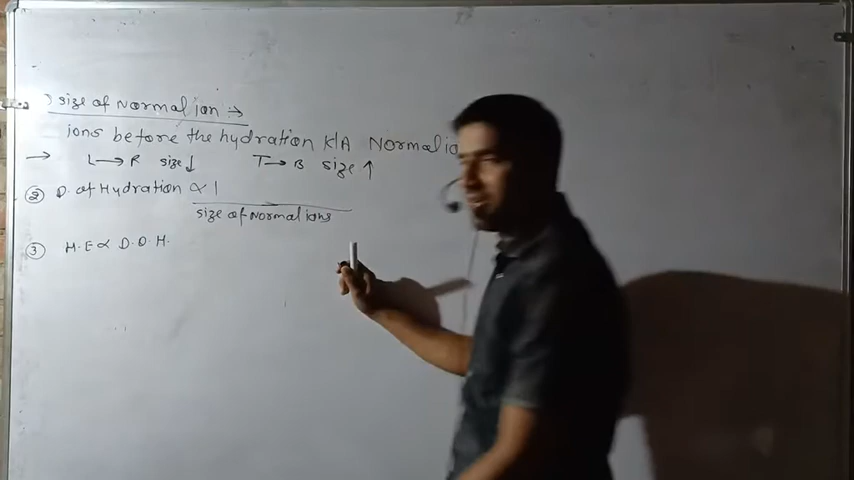 ) size of Normal ion ⇒
ions before the hydration K/A Normal io
→ L → R size ↓ T → B size ↑
② D. of Hydration ∝ 1
size of Normal ions
③ H.E ∝ D.O.H.